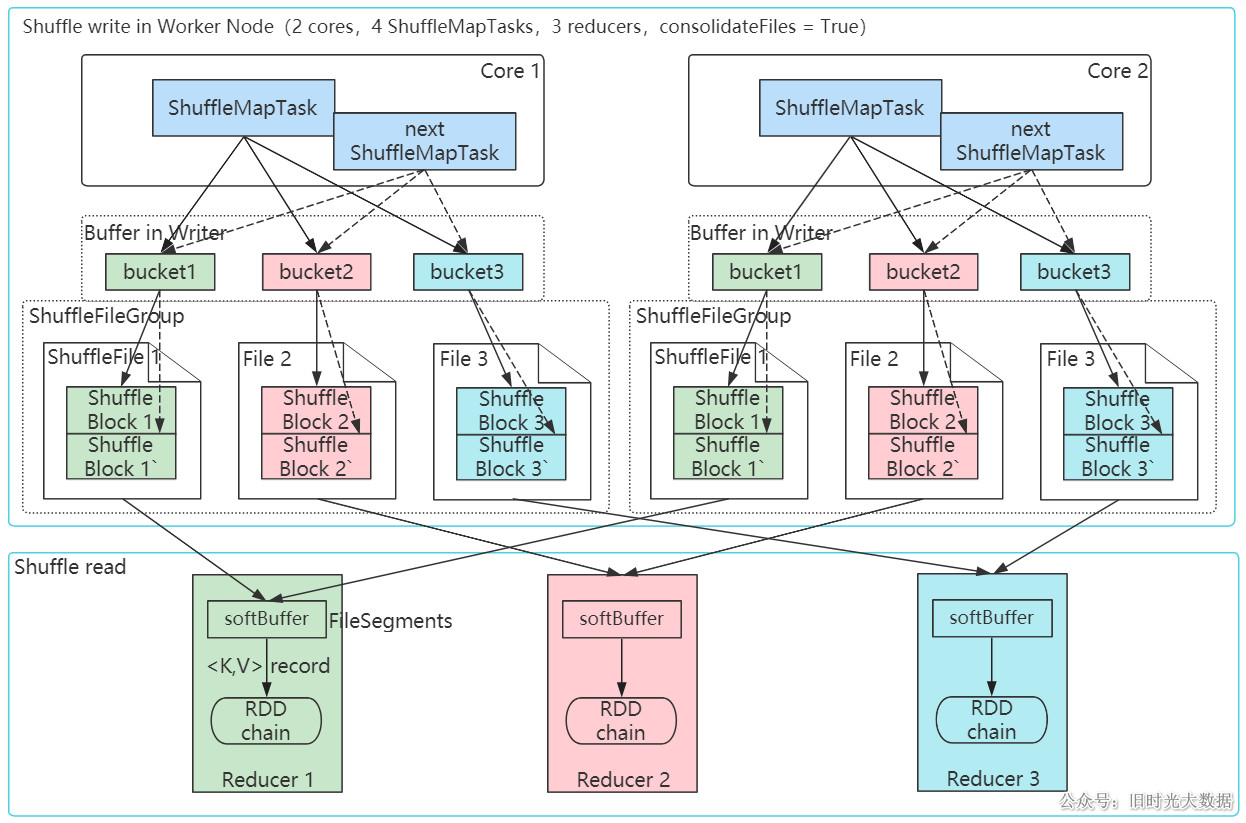 Shuffle write in Worker Node（2 cores，4 ShuffleMapTasks，3 reducers，consolidateFiles = True）
Core 1
ShuffleMapTask
next
ShuffleMapTask
Buffer in Writer
bucket1
bucket2
bucket3
ShuffleFileGroup
ShuffleFile 1
Shuffle
Block 1
Shuffle
Block 1`
File 2
Shuffle
Block 2
Shuffle
Block 2`
File 3
Shuffle
Block 3
Shuffle
Block 3`
Core 2
ShuffleMapTask
next
ShuffleMapTask
Buffer in Writer
bucket1
bucket2
bucket3
ShuffleFileGroup
ShuffleFile 1
Shuffle
Block 1
Shuffle
Block 1`
File 2
Shuffle
Block 2
Shuffle
Block 2`
File 3
Shuffle
Block 3
Shuffle
Block 3`
Shuffle read
softBuffer
FileSegments
<K,V> record
RDD
chain
Reducer 1
softBuffer
RDD
chain
Reducer 2
softBuffer
RDD
chain
Reducer 3
公众号：旧时光大数据